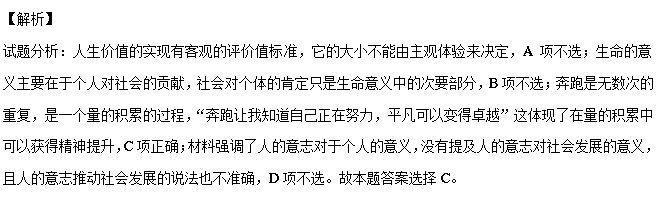 【解析】
试题分析：人生价值的实现有客观的评价值标准，它的大小不能由主观体验来决定，A 项不选；生命的意
义主要在于个人对社会的贡献，社会对个体的肯定只是生命意义中的次要部分，B项不选；奔跑是无数次的
重复，是一个量的积累的过程，“奔跑让我知道自己正在努力，平凡可以变得卓越”这体现了在量的积累中
可以获得精神提升，C项正确；材料强调了人的意志对于个人的意义，没有提及人的意志对社会发展的意义，
且人的意志推动社会发展的说法也不准确，D项不选。故本题答案选择C。